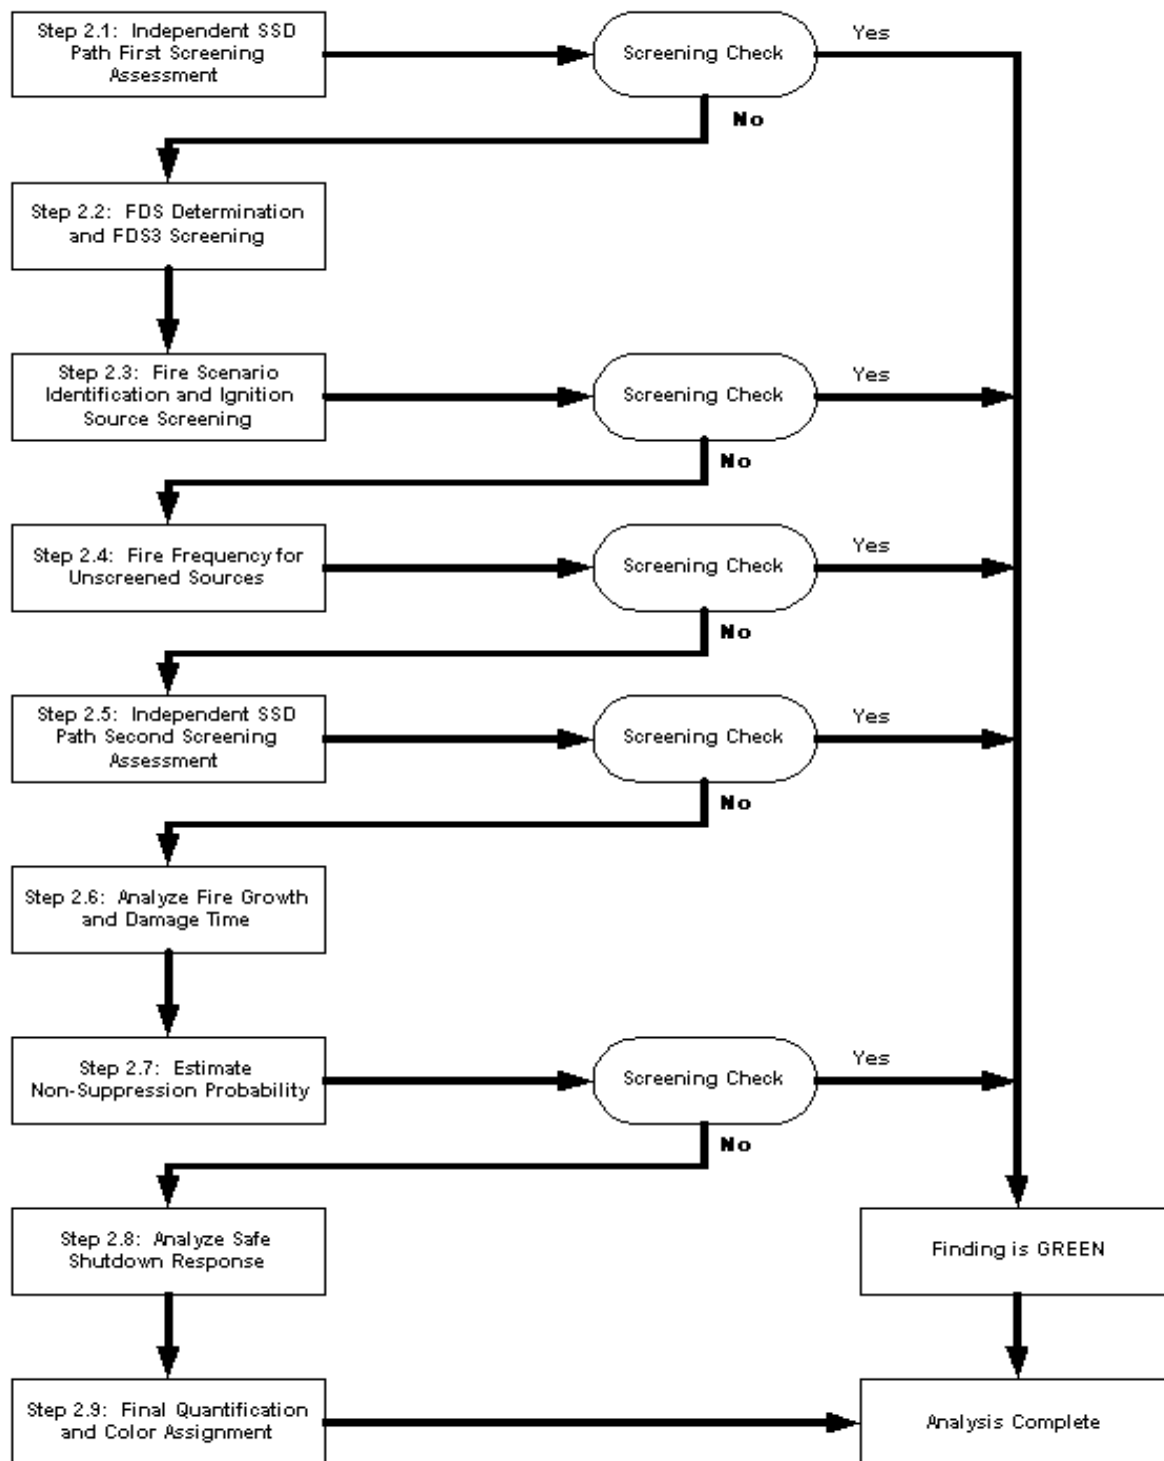 Step 2.1: Independent SSD
Path First Screening
Assessment
Screening Check
Yes
No
Step 2.2: FDS Determination
and FDS3 Screening
Step 2.3: Fire Scenario
Identification and Ignition
Source Screening
Screening Check
Yes
No
Step 2.4: Fire Frequency for
Unscreened Sources
Screening Check
Yes
No
Step 2.5: Independent SSD
Path Second Screening
Assessment
Screening Check
Yes
No
Step 2.6: Analyze Fire Growth
and Damage Time
Step 2.7: Estimate
Non-Suppression Probability
Screening Check
Yes
No
Step 2.8: Analyze Safe
Shutdown Response
Finding is GREEN
Step 2.9: Final Quantification
and Color Assignment
Analysis Complete